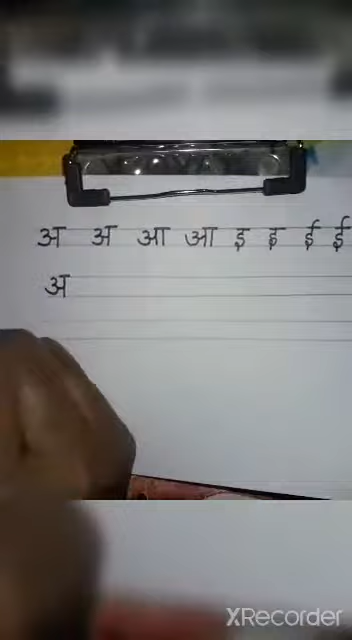 अ अ आ आ इ इ ई ई
अ
XRecorder